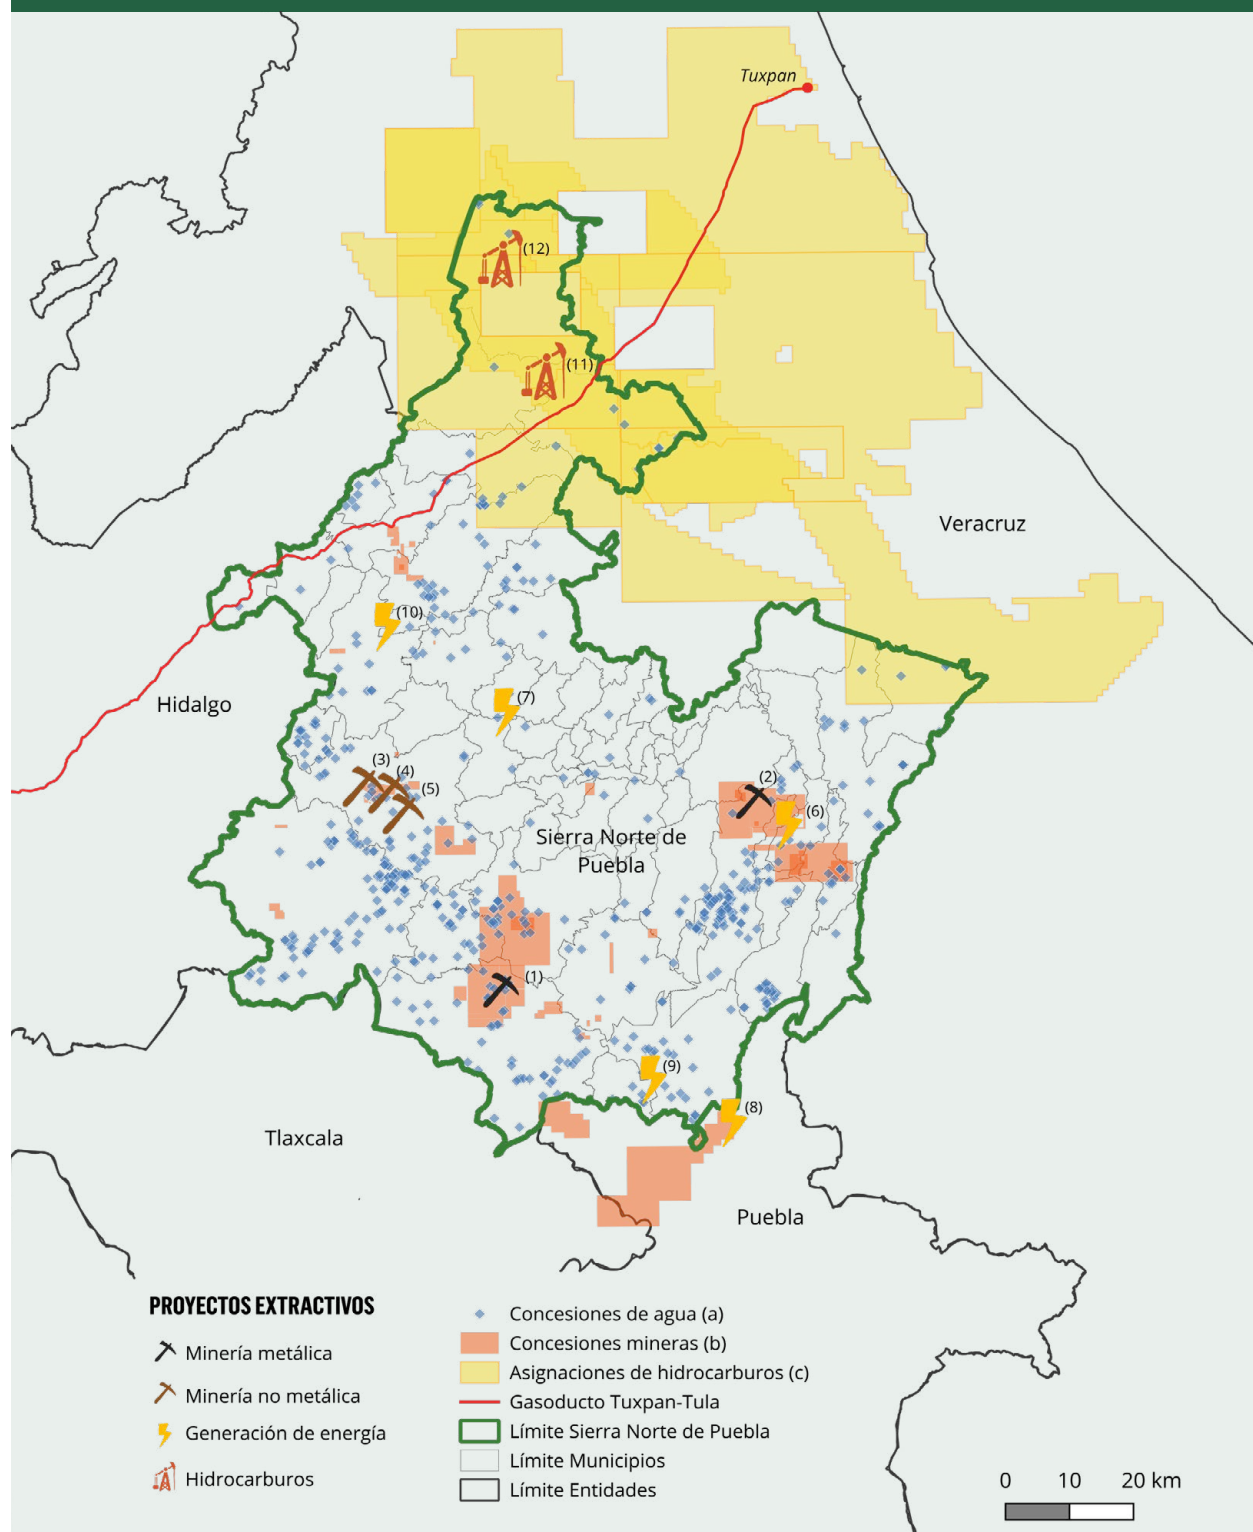 Tuxpan
(12)
(11)
Veracruz
(10)
(7)
Hidalgo
(3)
(4)
(5)
(2)
(6)
Sierra Norte de
Puebla
(1)
(9)
(8)
Tlaxcala
Puebla
PROYECTOS EXTRACTIVOS
Minería metálica
Minería no metálica
Generación de energía
Hidrocarburos
Concesiones de agua (a)
Concesiones mineras (b)
Asignaciones de hidrocarburos (c)
Gasoducto Tuxpan-Tula
Límite Sierra Norte de Puebla
Límite Municipios
Límite Entidades
0 10 20 km